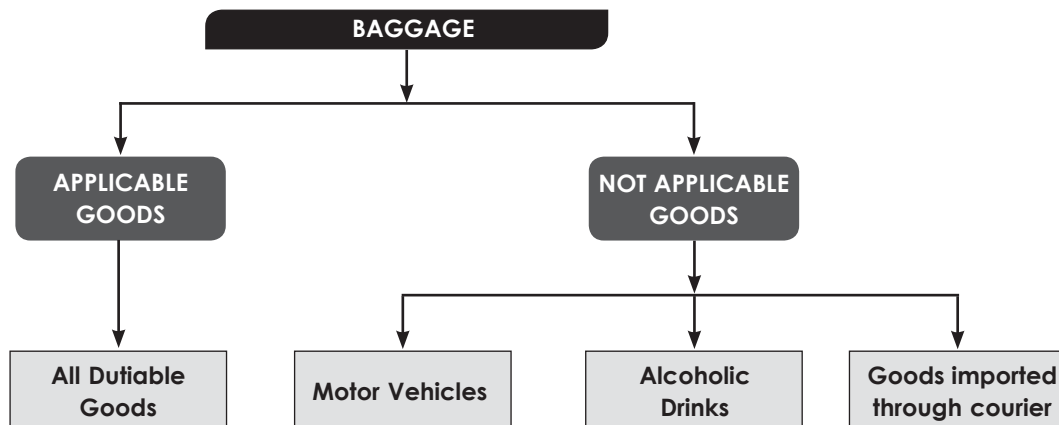 BAGGAGE
APPLICABLE
GOODS
NOT APPLICABLE
GOODS
All Dutiable
Goods
Motor Vehicles
Alcoholic
Drinks
Goods imported
through courier